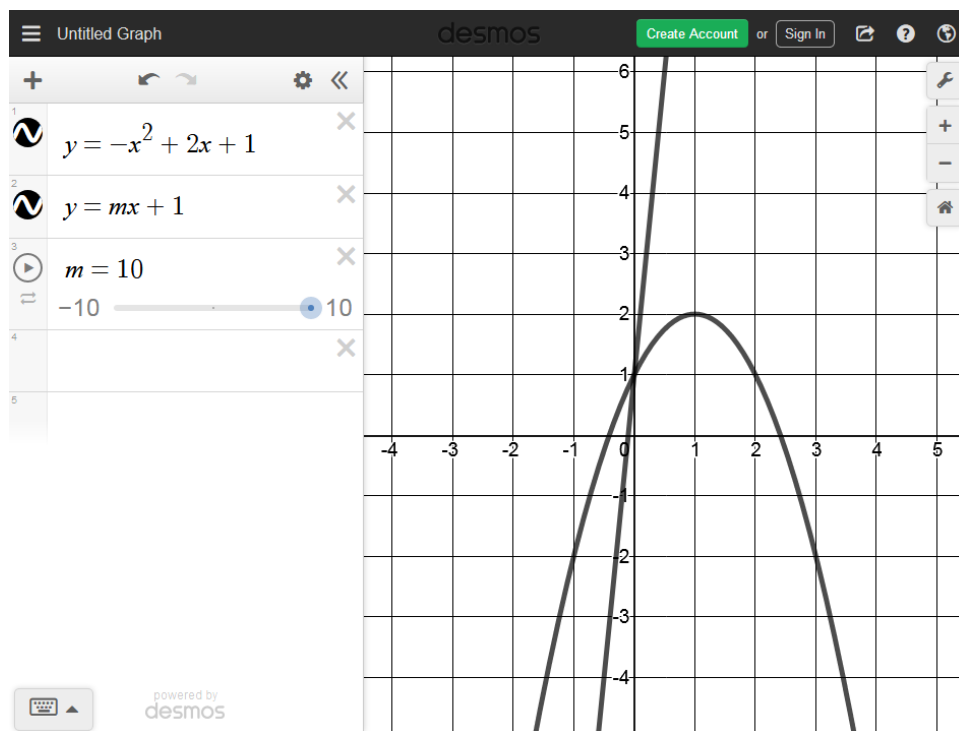 Untitled Graph desmos Create Account or Sign In
1
y = -x² + 2x + 1
2
y = mx + 1
3
m = 10
-10 10
4
5
powered by
desmos
6
5
4
3
2
1
-4 -3 -2 -1 0 1 2 3 4 5
-1
-2
-3
-4